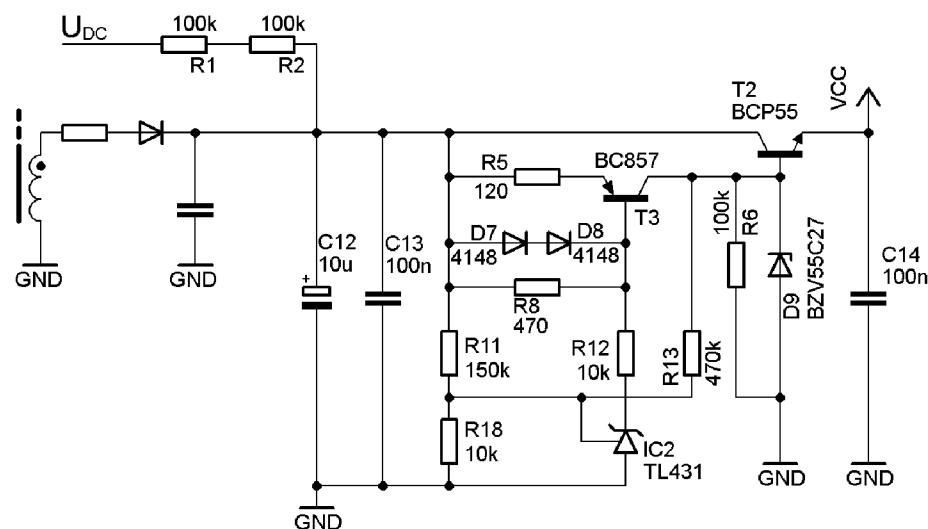 U DC
100k
R1
100k
R2
T2
BCP55
VCC
R5
120
BC857
T3
100k
R6
D7
4148
D8
4148
C12
10u
+
C13
100n
R8
470
D9
BZV55C27
C14
100n
R11
150k
R12
10k
R13
470k
R18
10k
IC2
TL431
GND
GND
GND
GND
GND